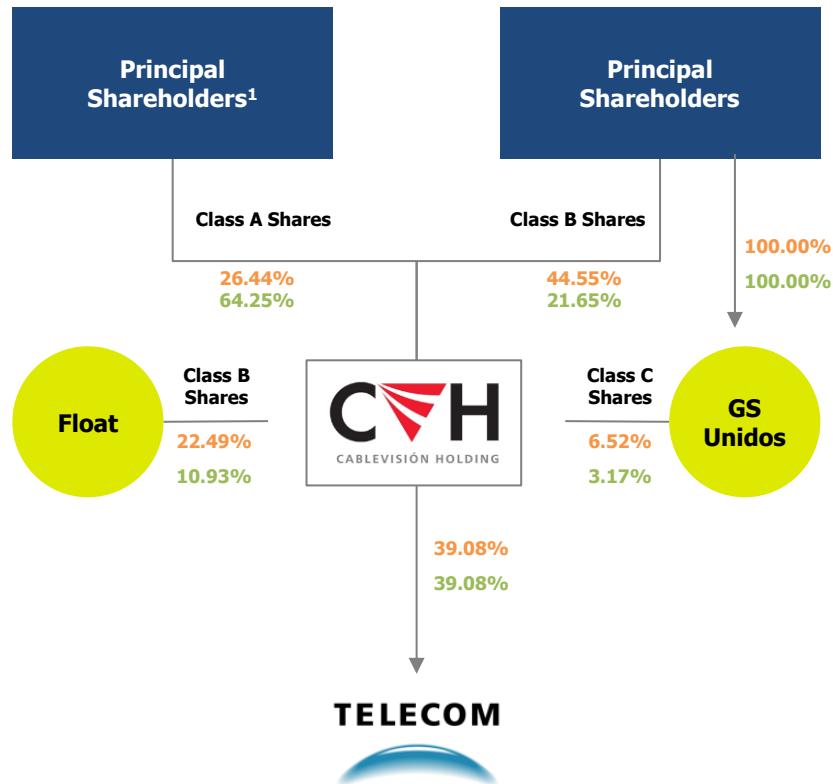 Principal
Shareholders¹
Principal
Shareholders
Class A Shares
Class B Shares
26.44%
64.25%
44.55%
21.65%
100.00%
100.00%
Float
Class B
Shares
22.49%
10.93%
CVH
CABLEVISIÓN HOLDING
Class C
Shares
6.52%
3.17%
GS
Unidos
39.08%
39.08%
TELECOM